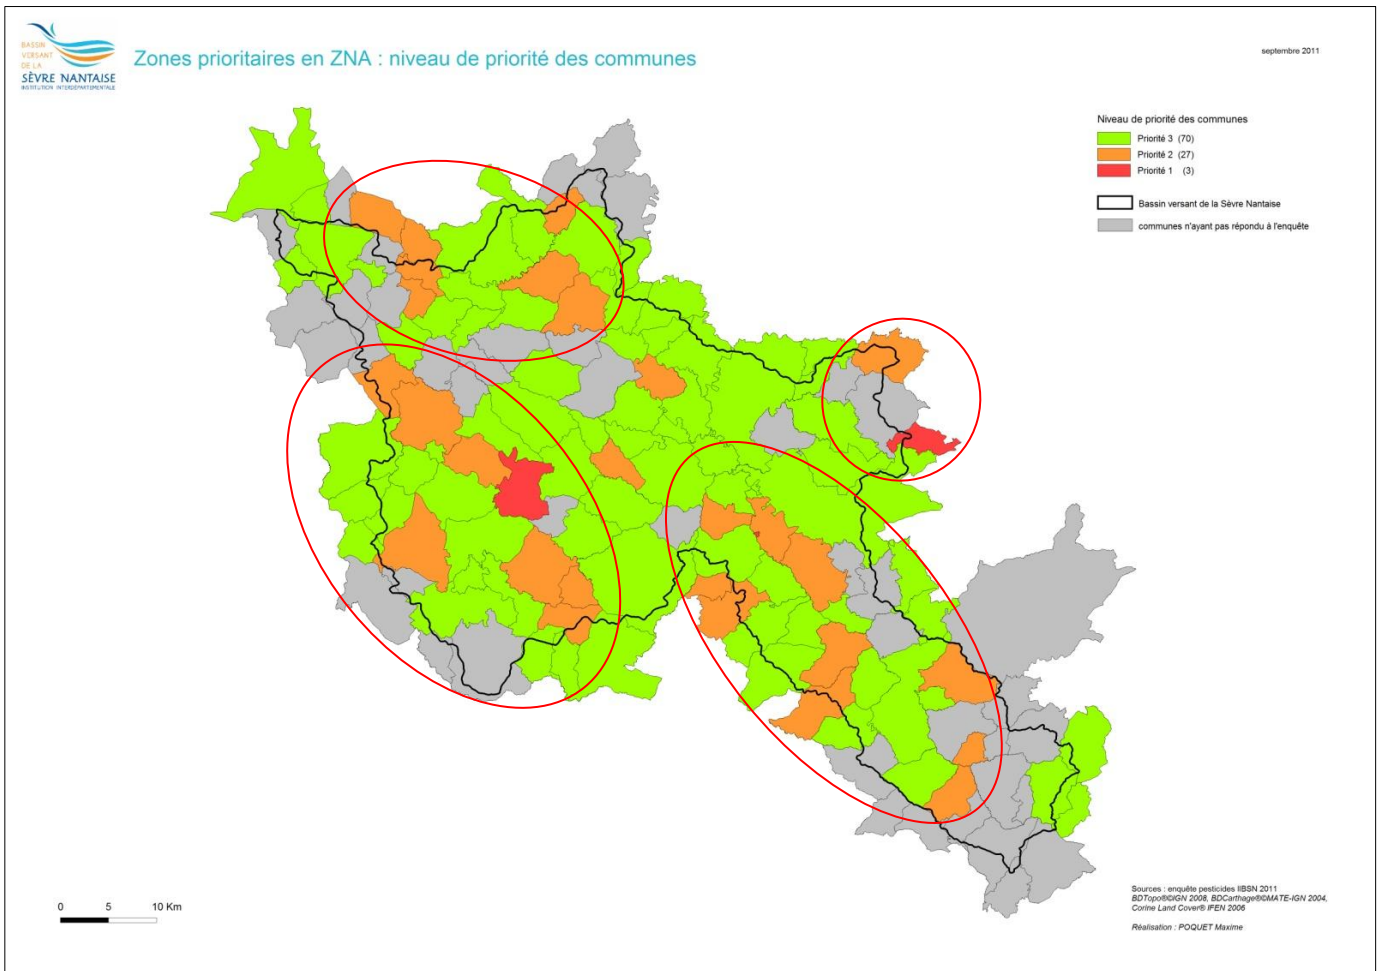 BASSIN
VERSANT
DE LA
SÈVRE NANTAISE
INSTITUTION INTERDÉPARTEMENTALE
Zones prioritaires en ZNA : niveau de priorité des communes
septembre 2011
Niveau de priorité des communes
Priorité 3 (70)
Priorité 2 (27)
Priorité 1 (3)
Bassin versant de la Sèvre Nantaise
communes n'ayant pas répondu à l'enquête
0 5 10 Km
Sources : enquête pesticides IIBSN 2011
BDTopo®©IGN 2008, BDCarthage®©MATE-IGN 2004,
Corine Land Cover® IFEN 2006
Réalisation : POQUET Maxime